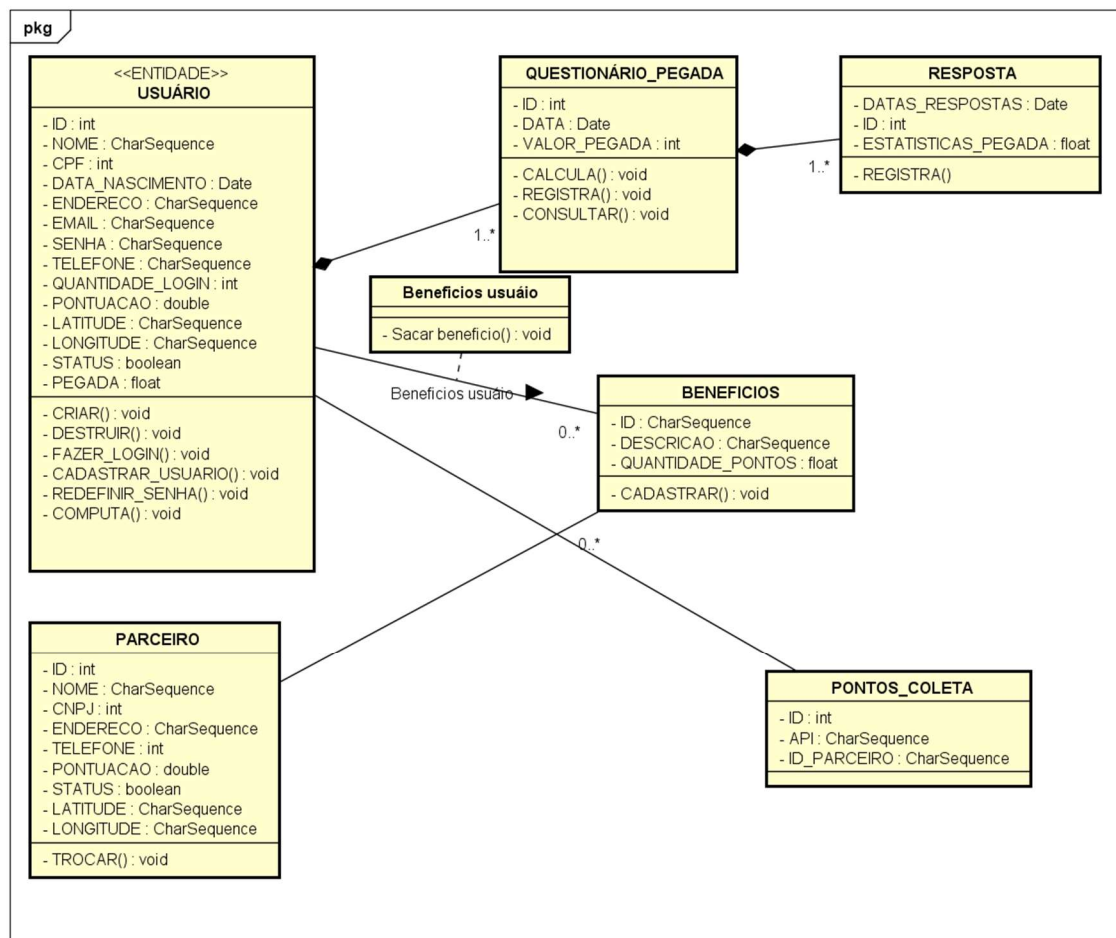 pkg
<<ENTIDADE>>
USUÁRIO
- ID : int
- NOME : CharSequence
- CPF : int
- DATA_NASCIMENTO : Date
- ENDERECO : CharSequence
- EMAIL : CharSequence
- SENHA : CharSequence
- TELEFONE : CharSequence
- QUANTIDADE_LOGIN : int
- PONTUACAO : double
- LATITUDE : CharSequence
- LONGITUDE : CharSequence
- STATUS : boolean
- PEGADA : float
- CRIAR() : void
- DESTRUIR() : void
- FAZER_LOGIN() : void
- CADASTRAR_USUARIO() : void
- REDEFINIR_SENHA() : void
- COMPUTA() : void
QUESTIONÁRIO_PEGADA
- ID : int
- DATA : Date
- VALOR_PEGADA : int
- CALCULA() : void
- REGISTRA() : void
- CONSULTAR() : void
1..*
RESPOSTA
- DATAS_RESPOSTAS : Date
- ID : int
- ESTATISTICAS_PEGADA : float
- REGISTRA()
1..*
Beneficios usuáio
- Sacar beneficio() : void
Beneficios usuáio
0..*
BENEFICIOS
- ID : CharSequence
- DESCRICAO : CharSequence
- QUANTIDADE_PONTOS : float
- CADASTRAR() : void
0..*
PARCEIRO
- ID : int
- NOME : CharSequence
- CNPJ : int
- ENDERECO : CharSequence
- TELEFONE : int
- PONTUACAO : double
- STATUS : boolean
- LATITUDE : CharSequence
- LONGITUDE : CharSequence
- TROCAR() : void
PONTOS_COLETA
- ID : int
- API : CharSequence
- ID_PARCEIRO : CharSequence